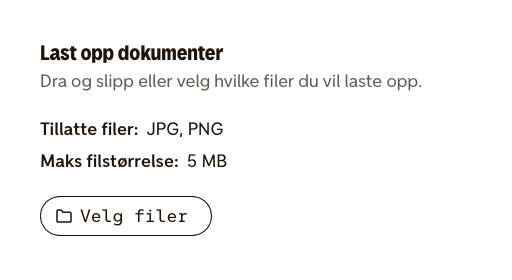 Last opp dokumenter
Dra og slipp eller velg hvilke filer du vil laste opp.
Tillatte filer: JPG, PNG
Maks filstørrelse: 5 MB
Velg filer